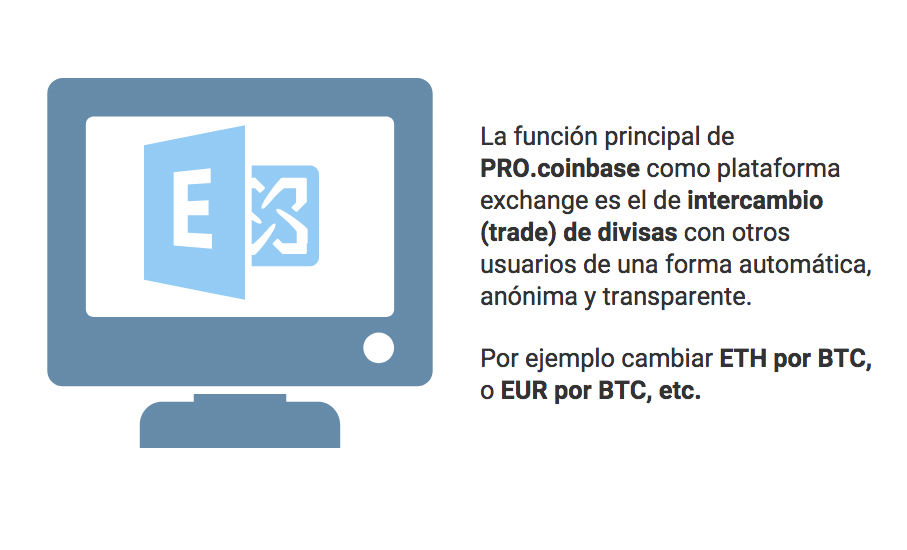 E
La función principal de
PRO.coinbase como plataforma
exchange es el de intercambio
(trade) de divisas con otros
usuarios de una forma automática,
anónima y transparente.
Por ejemplo cambiar ETH por BTC,
o EUR por BTC, etc.